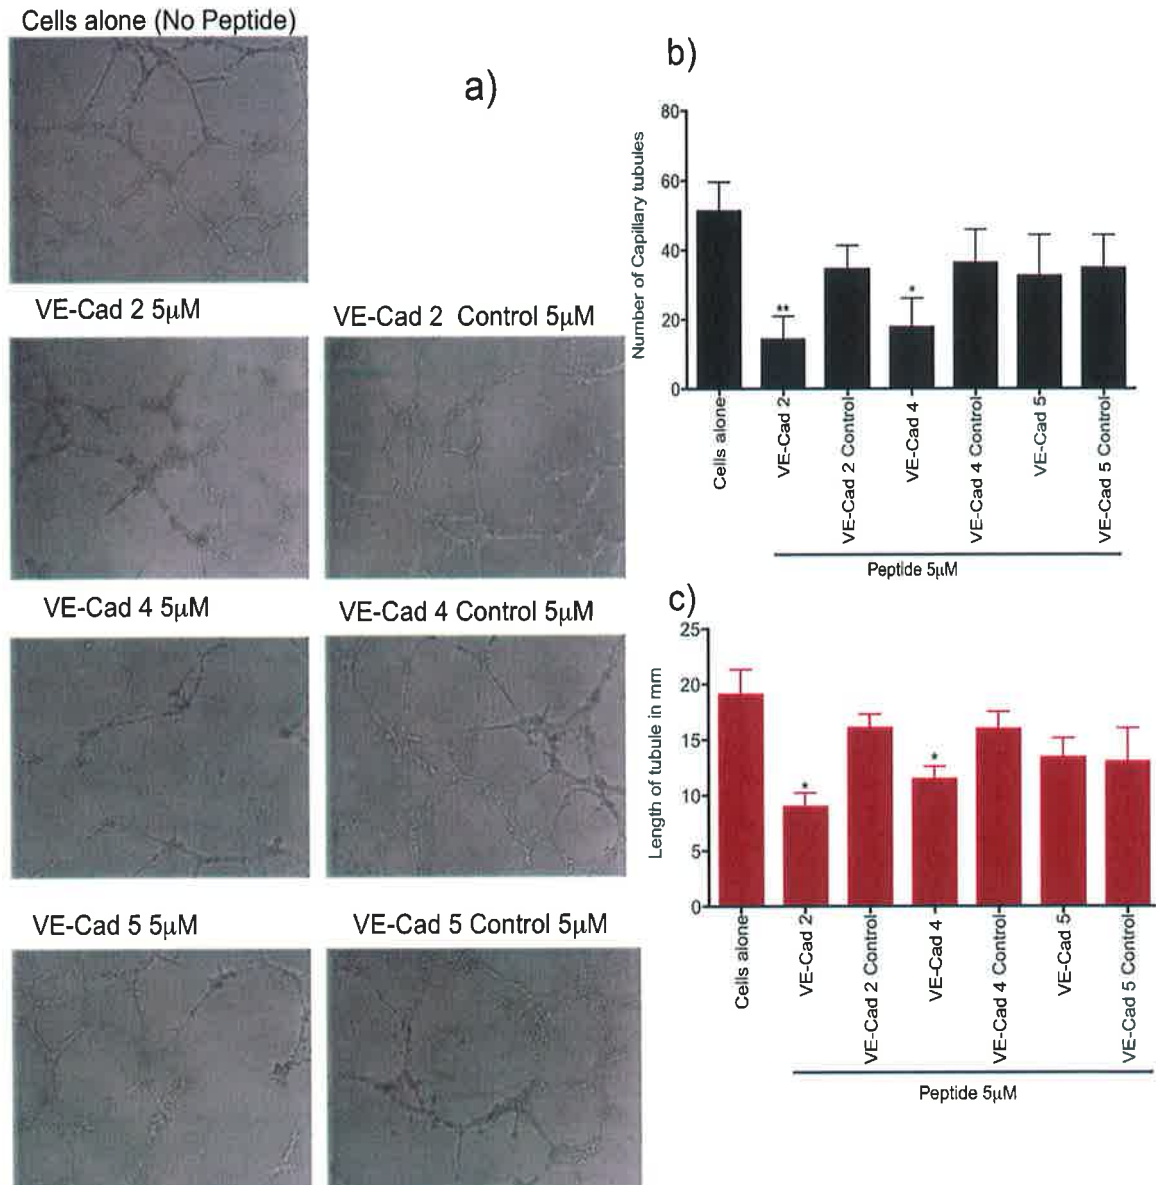 Cells alone (No Peptide)
a)
VE-Cad 2 5μM
VE-Cad 2 Control 5μM
VE-Cad 4 5μM
VE-Cad 4 Control 5μM
VE-Cad 5 5μM
VE-Cad 5 Control 5μM
b)
Number of Capillary tubules
80
60
40
20
0
**
*
Cells alone
VE-Cad 2
VE-Cad 2 Control
VE-Cad 4
VE-Cad 4 Control
VE-Cad 5
VE-Cad 5 Control
Peptide 5μM
c)
Length of tubule in mm
25
20
15
10
5
0
*
*
Cells alone
VE-Cad 2
VE-Cad 2 Control
VE-Cad 4
VE-Cad 4 Control
VE-Cad 5
VE-Cad 5 Control
Peptide 5μM